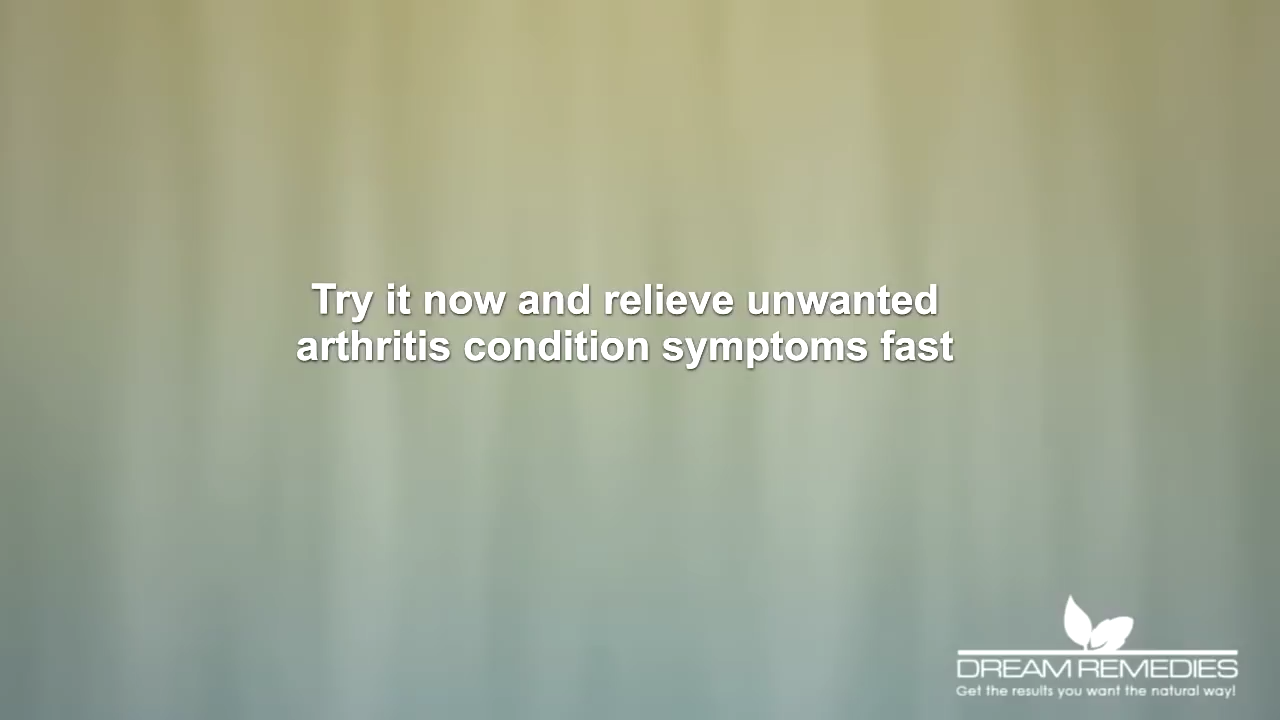 Try it now and relieve unwanted
arthritis condition symptoms fast
DREAM REMEDIES
Get the results you want the natural way!